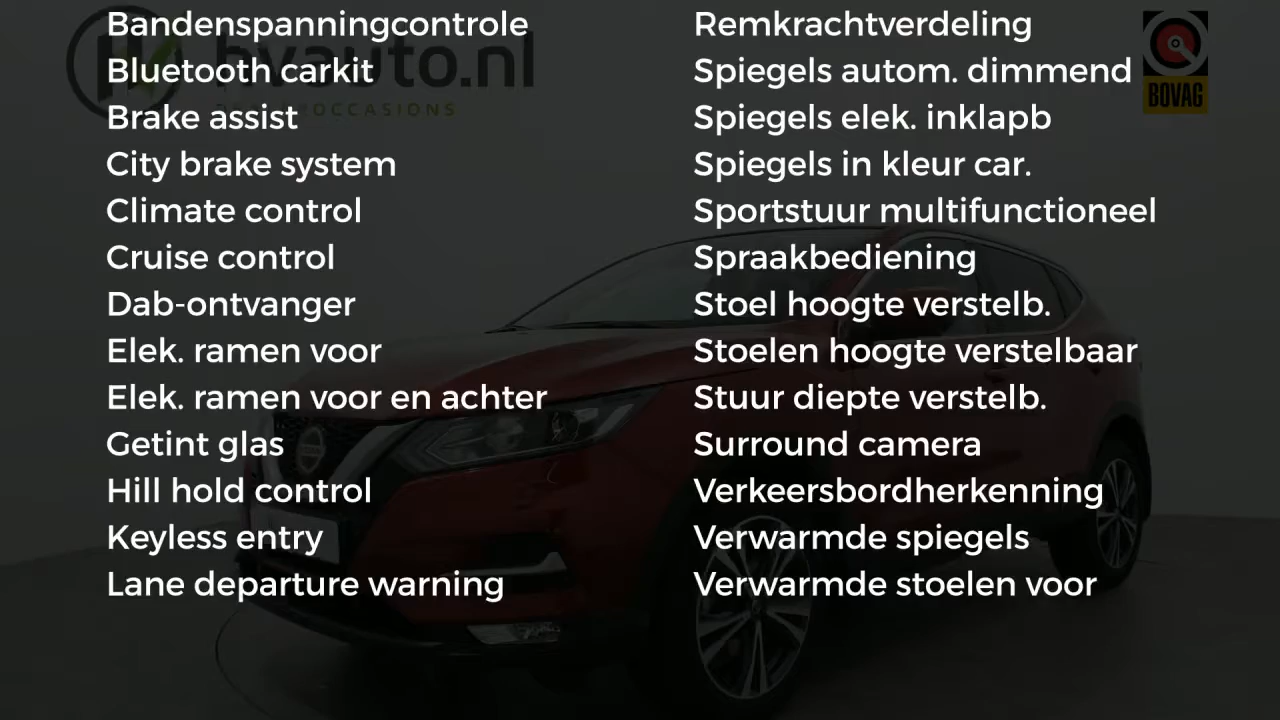 Bandenspanningcontrole
Bluetooth carkit
Brake assist
City brake system
Climate control
Cruise control
Dab-ontvanger
Elek. ramen voor
Elek. ramen voor en achter
Getint glas
Hill hold control
Keyless entry
Lane departure warning
Remkrachtverdeling
Spiegels autom. dimmend
Spiegels elek. inklapb
Spiegels in kleur car.
Sportstuur multifunctioneel
Spraakbediening
Stoel hoogte verstelb.
Stoelen hoogte verstelbaar
Stuur diepte verstelb.
Surround camera
Verkeersbordherkenning
Verwarmde spiegels
Verwarmde stoelen voor
hvauto.nl
OCCASIONS
BOVAG